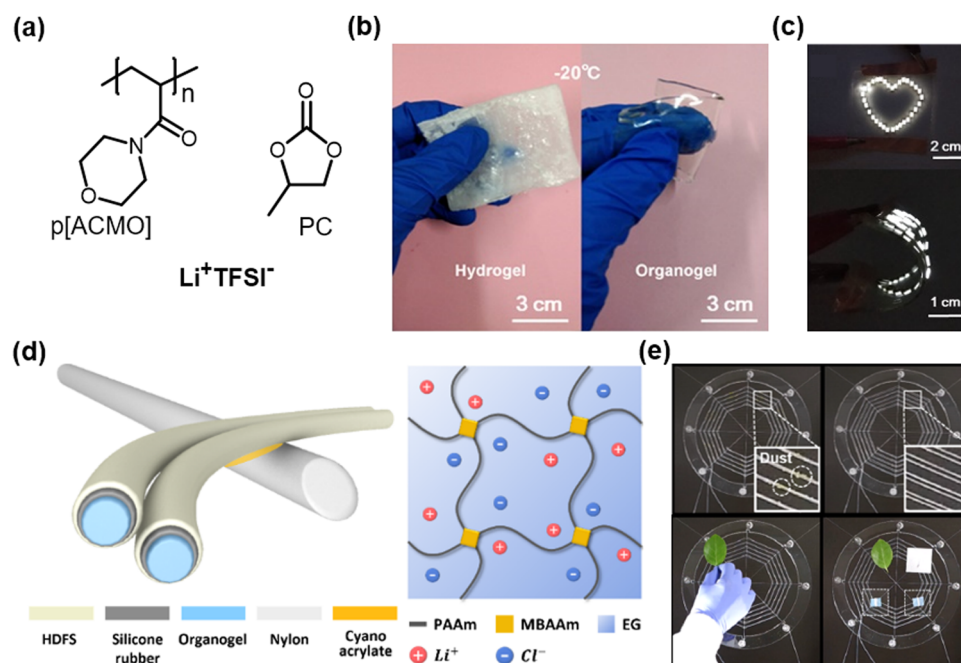 (a)
n
N
O
O
p[ACMO]
O
O
O
PC
Li⁺TFSI⁻
(b)
-20℃
Hydrogel
3 cm
Organogel
3 cm
(c)
2 cm
1 cm
(d)
HDFS
Silicone
rubber
Organogel
Nylon
Cyano
acrylate
+ + - -
- + -
- + +
+ -
+ - +
- + -
PAAm
MBAAm
EG
+ Li⁺
- Cl⁻
(e)
Dust